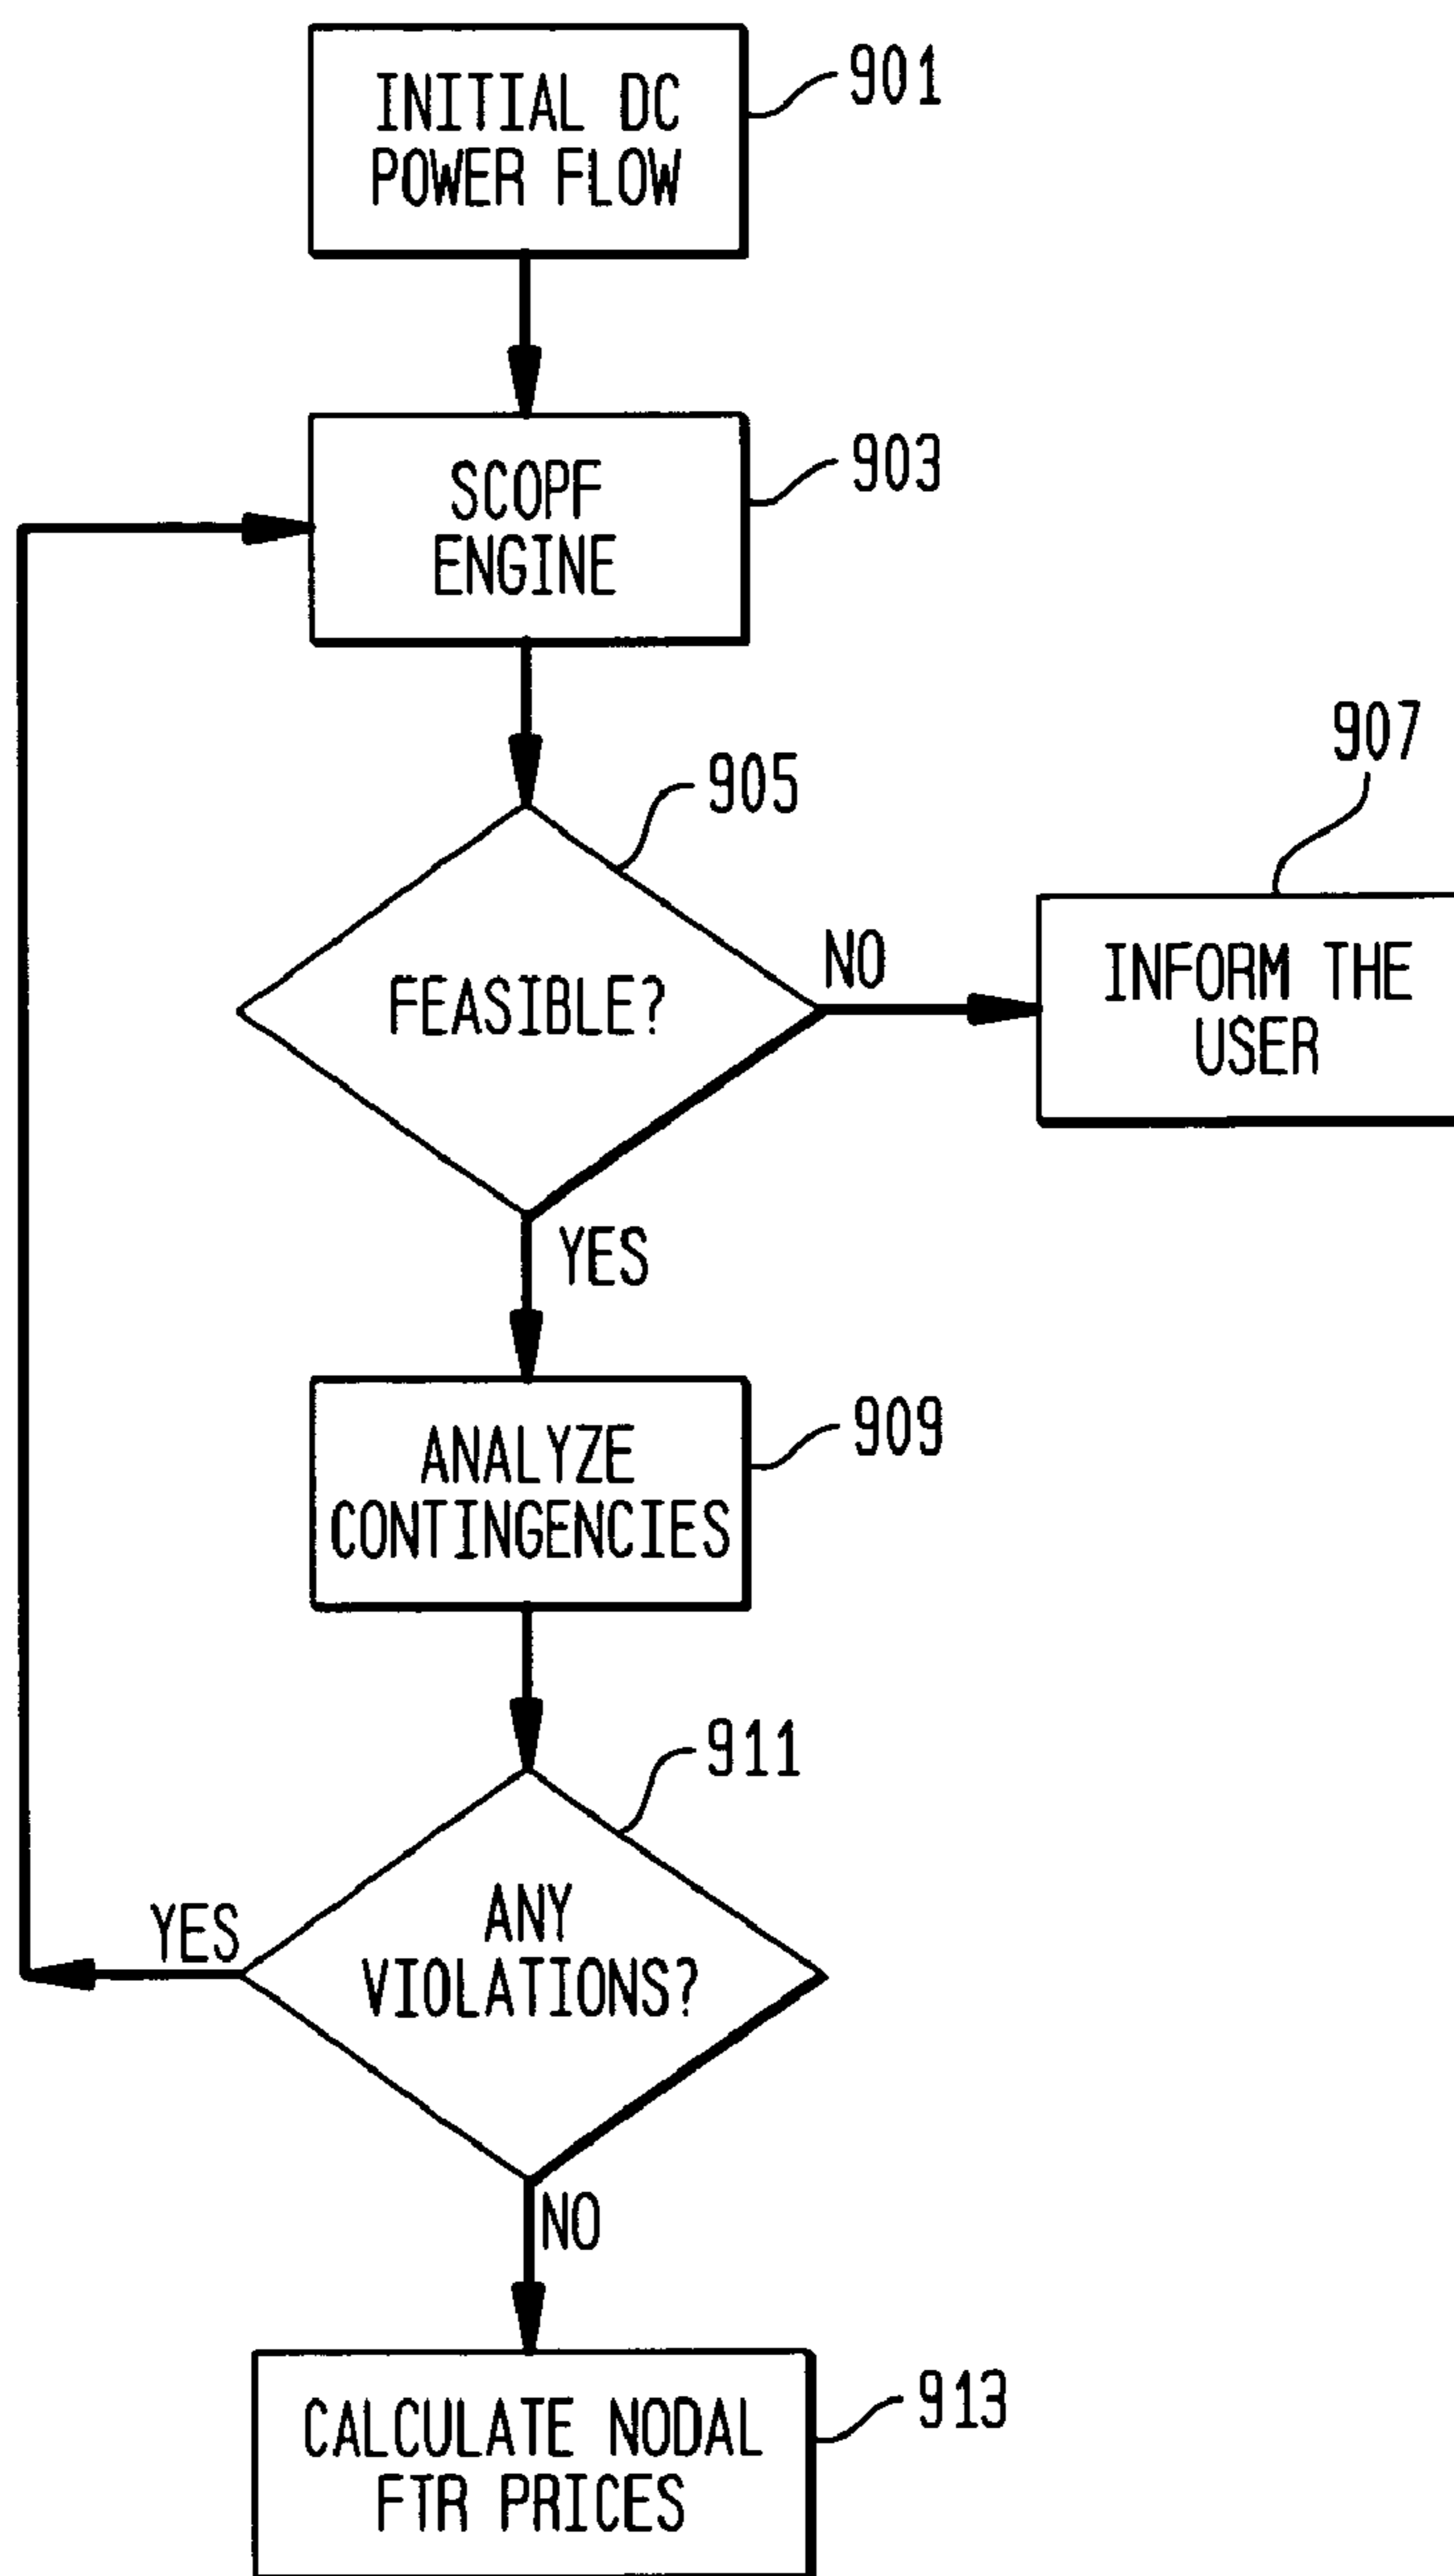 INITIAL DC
POWER FLOW
901
SCOPF
ENGINE
903
905
FEASIBLE?
NO
907
INFORM THE
USER
YES
ANALYZE
CONTINGENCIES
909
911
ANY
VIOLATIONS?
YES
NO
CALCULATE NODAL
FTR PRICES
913